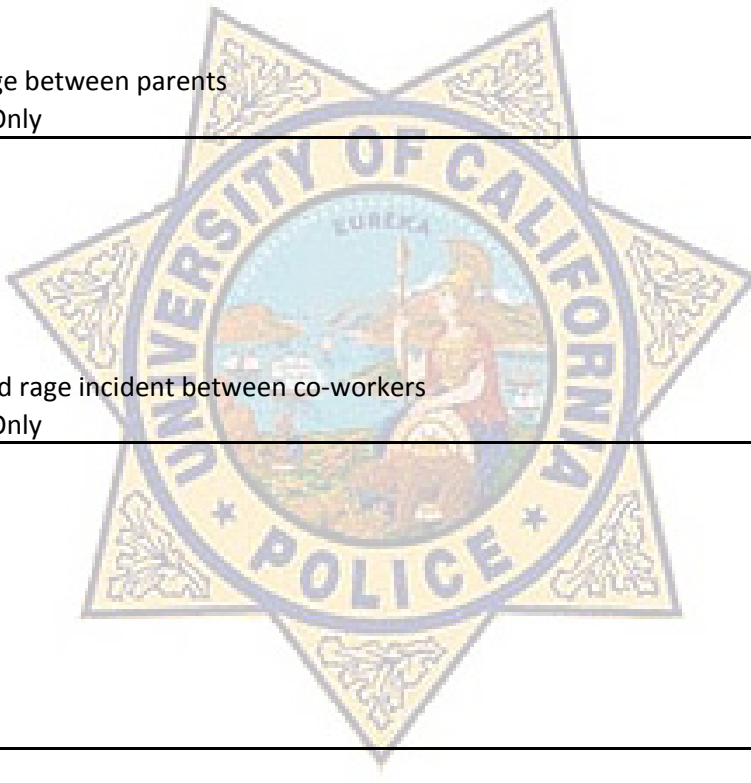 ge between parents
Only
UNIVERSITY OF CALIFORNIA
EUREKA
d rage incident between co-workers
Only
POLICE